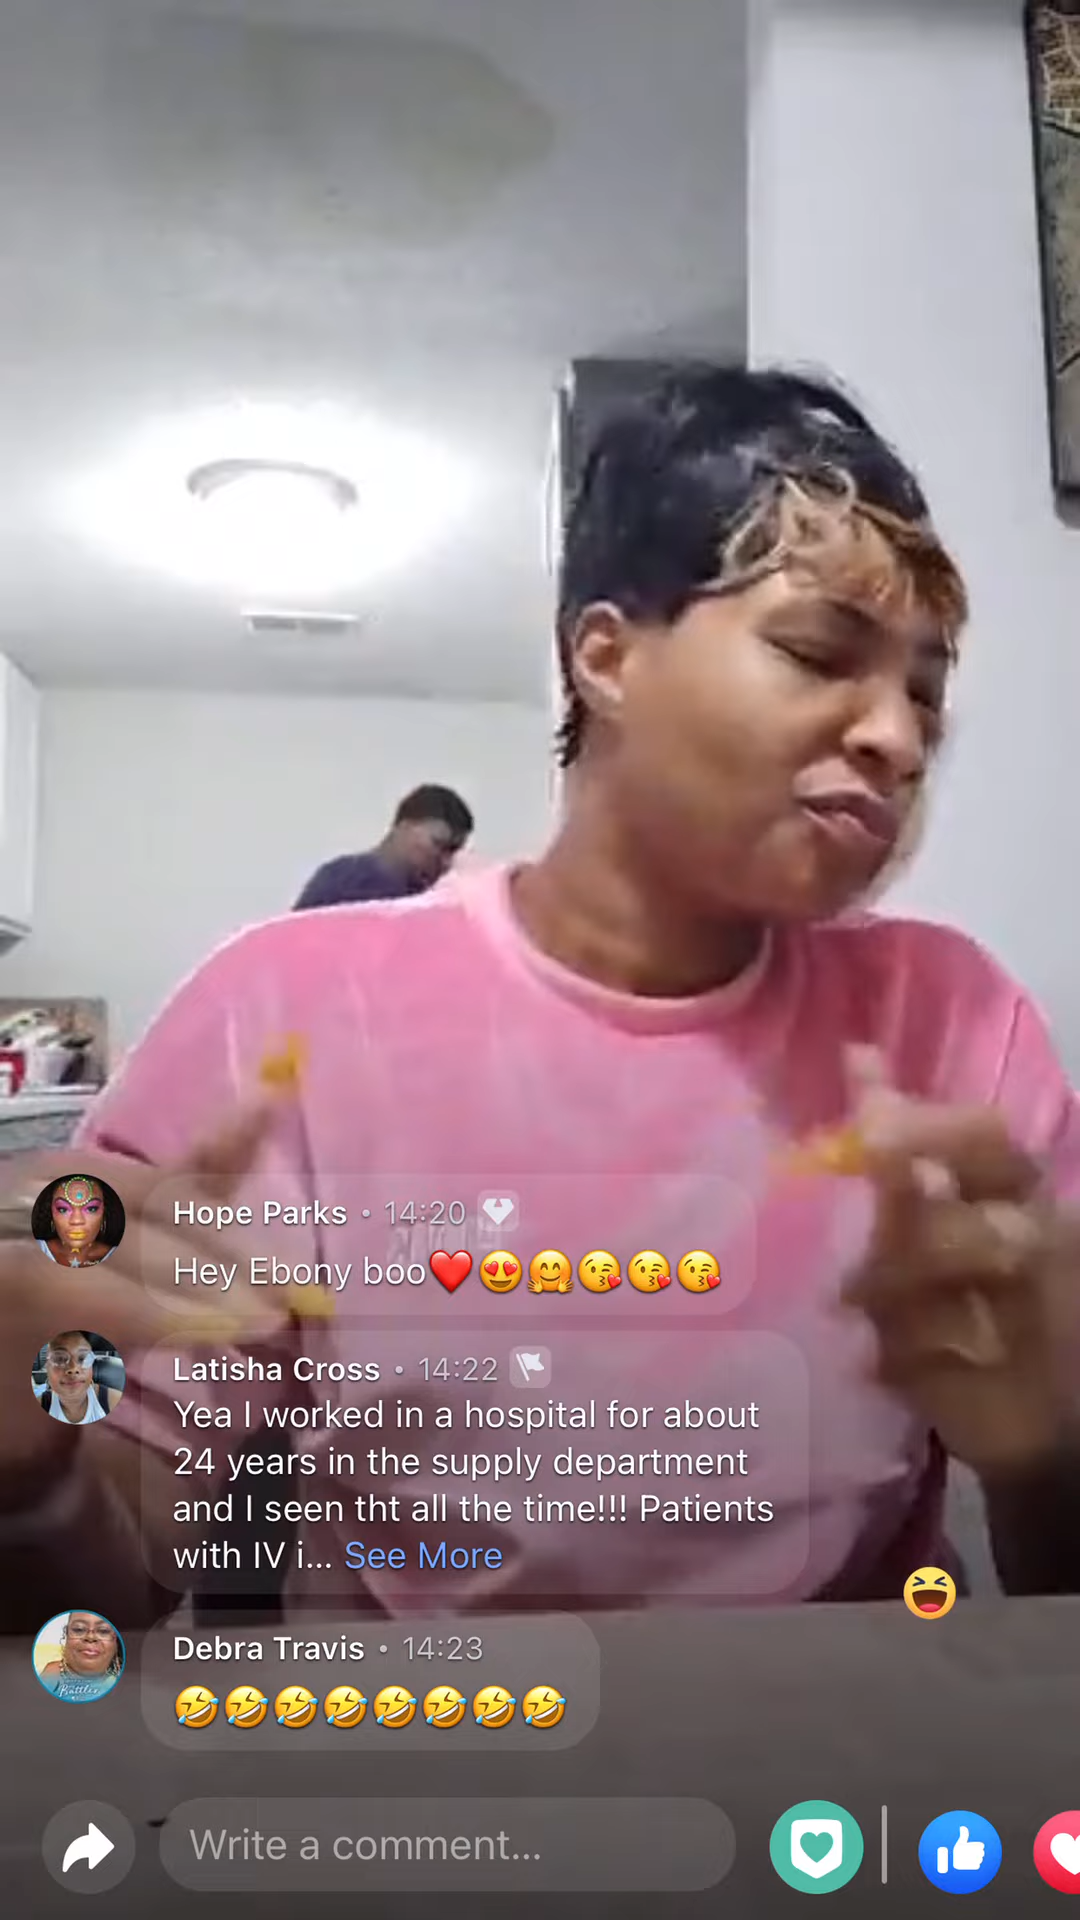 Hope Parks • 14:20
Hey Ebony boo❤️😍🤗😘😘😘
Latisha Cross • 14:22
Yea I worked in a hospital for about
24 years in the supply department
and I seen tht all the time!!! Patients
with IV i... See More
Debra Travis • 14:23
🤣🤣🤣🤣🤣🤣🤣🤣
Write a comment...